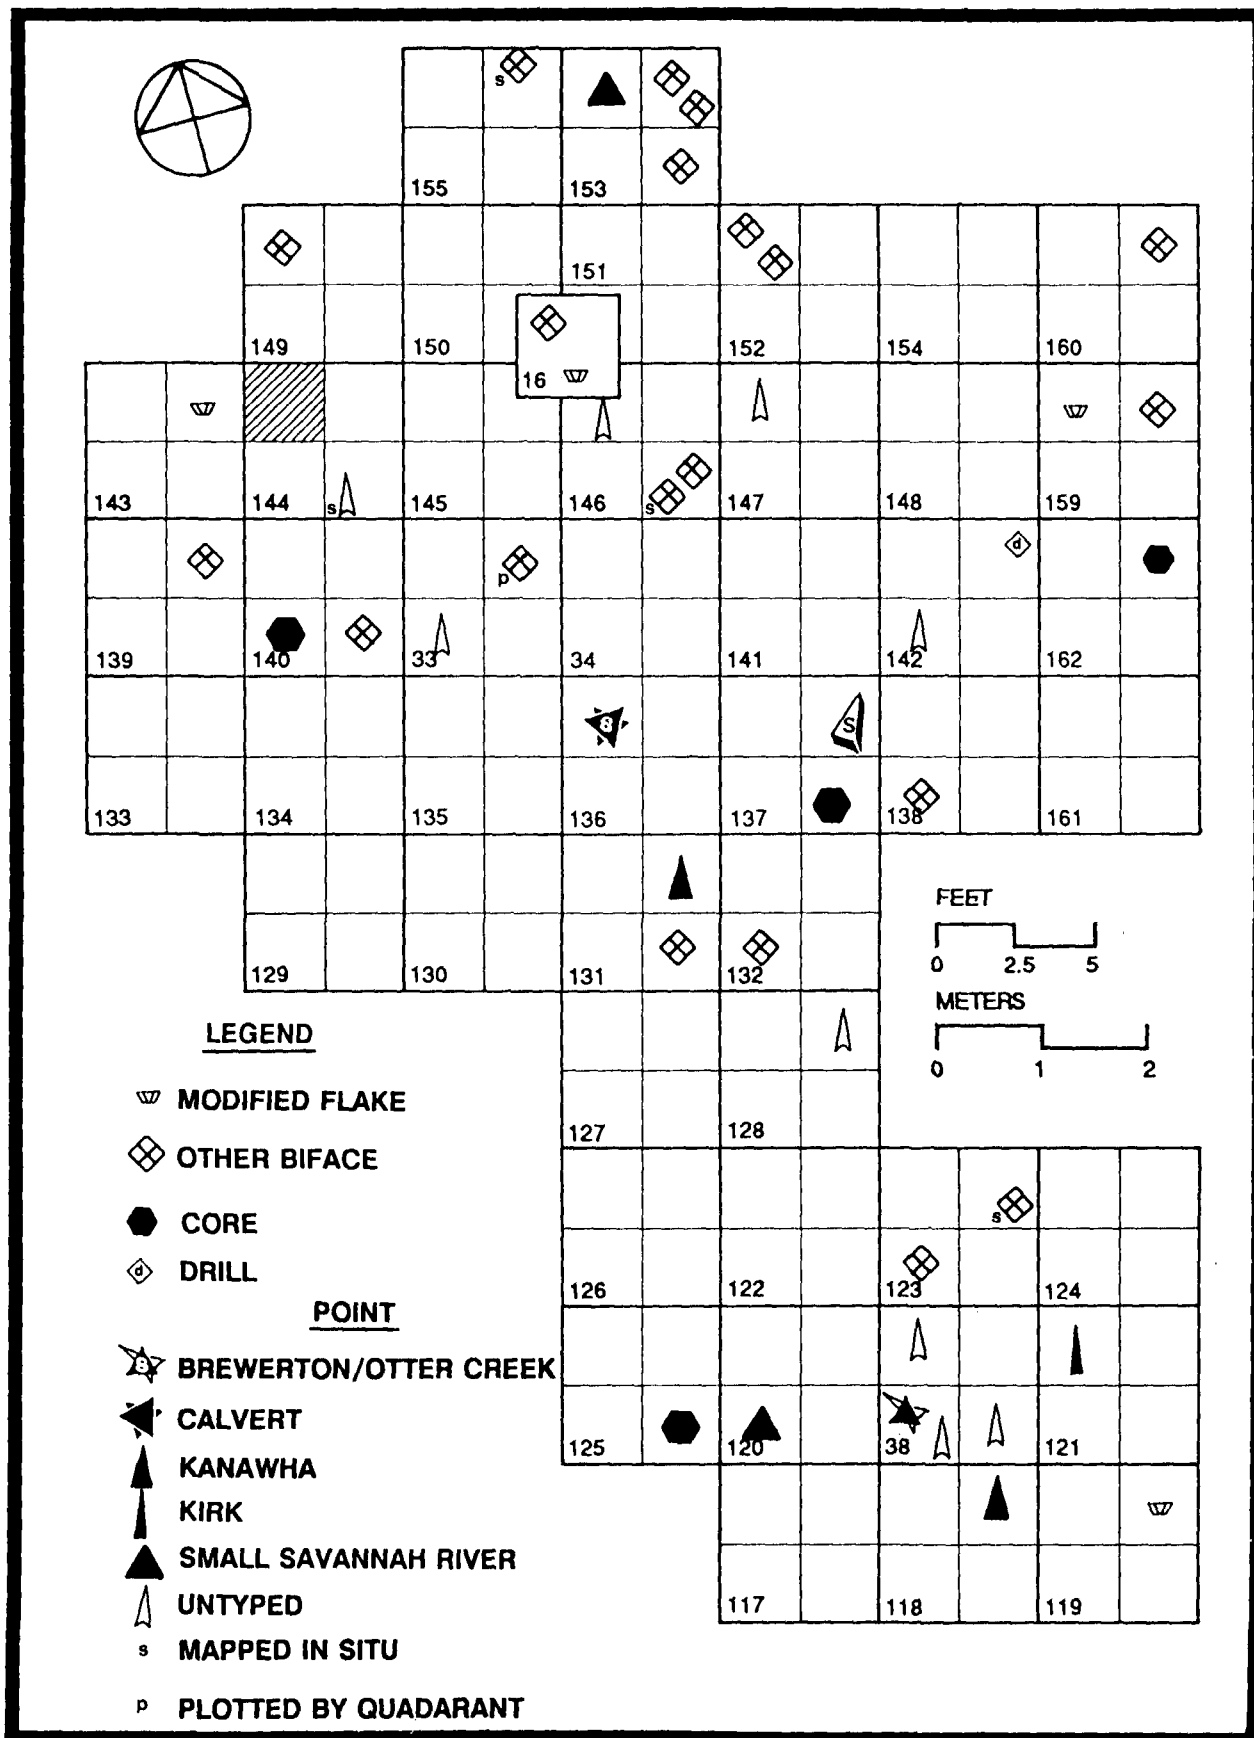 s
155 153
151
149 150 16 152 154 160
143 144 s 145 146 s 147 148 159
p d
139 140 33 34 141 142 162
8 S
133 134 135 136 137 138 161
129 130 131 132
FEET
0 2.5 5
METERS
0 1 2
127 128
s
126 122 123 124
125 120 38 121
117 118 119
LEGEND
MODIFIED FLAKE
OTHER BIFACE
CORE
d DRILL
POINT
8 BREWERTON/OTTER CREEK
CALVERT
KANAWHA
KIRK
SMALL SAVANNAH RIVER
UNTYPED
s MAPPED IN SITU
p PLOTTED BY QUADARANT